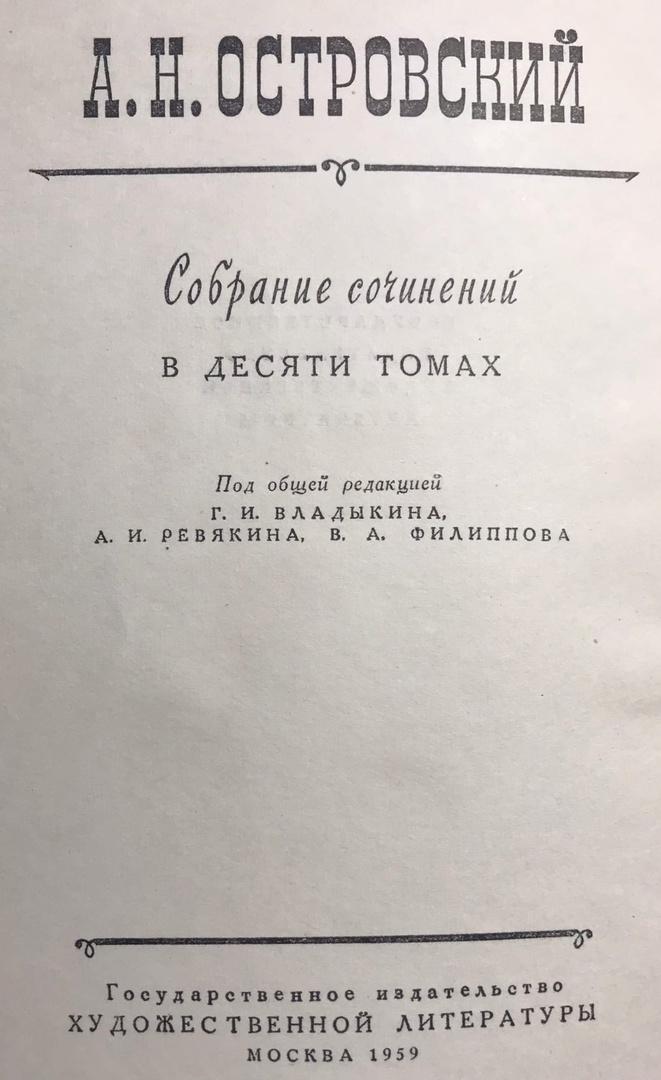 А. Н. ОСТРОВСКИЙ
Собрание сочинений
В ДЕСЯТИ ТОМАХ
Под общей редакцией
Г. И. ВЛАДЫКИНА,
А. И. РЕВЯКИНА, В. А. ФИЛИППОВА
Государственное издательство
ХУДОЖЕСТВЕННОЙ ЛИТЕРАТУРЫ
МОСКВА 1959